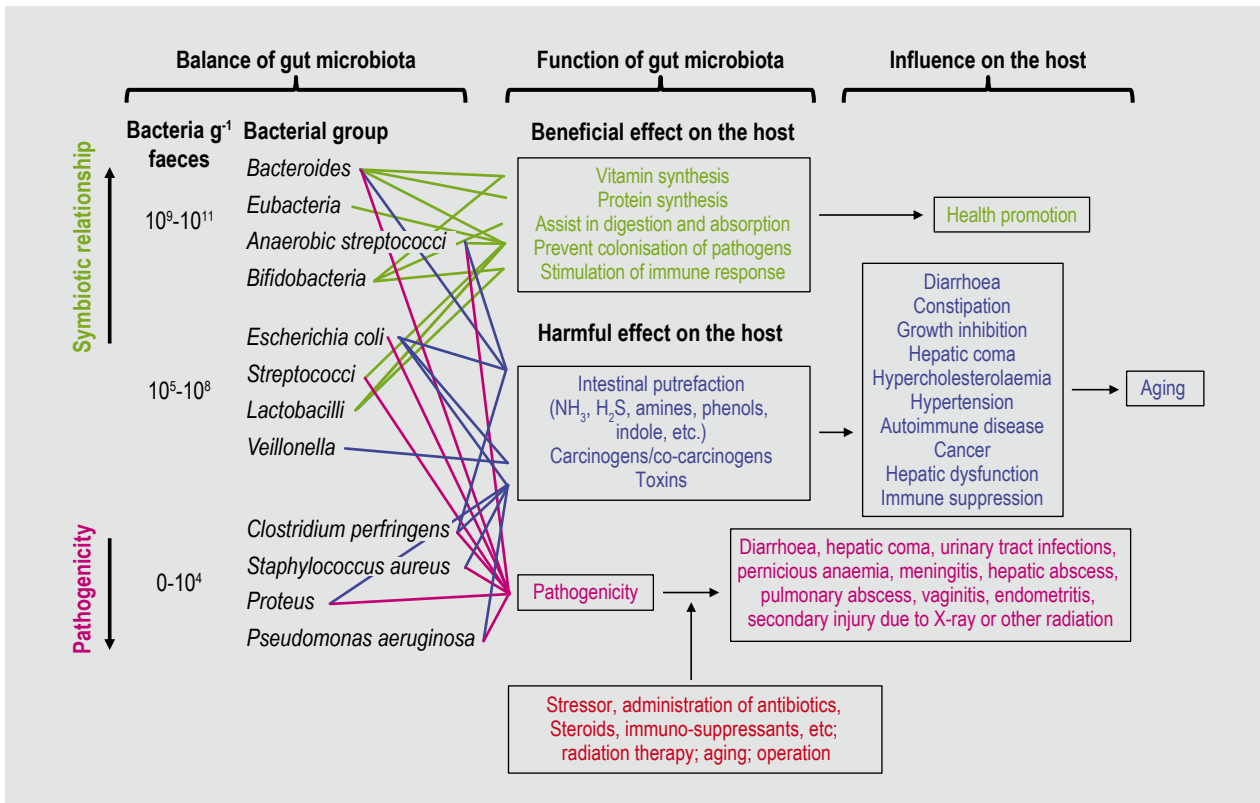 Balance of gut microbiota
Function of gut microbiota
Influence on the host
Symbiotic relationship
Pathogenicity
Bacteria g⁻¹
faeces
10⁹-10¹¹
10⁵-10⁸
0-10⁴
Bacterial group
Bacteroides
Eubacteria
Anaerobic streptococci
Bifidobacteria
Escherichia coli
Streptococci
Lactobacilli
Veillonella
Clostridium perfringens
Staphylococcus aureus
Proteus
Pseudomonas aeruginosa
Beneficial effect on the host
Vitamin synthesis
Protein synthesis
Assist in digestion and absorption
Prevent colonisation of pathogens
Stimulation of immune response
Harmful effect on the host
Intestinal putrefaction
(NH₃, H₂S, amines, phenols,
indole, etc.)
Carcinogens/co-carcinogens
Toxins
Pathogenicity
Stressor, administration of antibiotics,
Steroids, immuno-suppressants, etc;
radiation therapy; aging; operation
Health promotion
Diarrhoea
Constipation
Growth inhibition
Hepatic coma
Hypercholesterolaemia
Hypertension
Autoimmune disease
Cancer
Hepatic dysfunction
Immune suppression
Aging
Diarrhoea, hepatic coma, urinary tract infections,
pernicious anaemia, meningitis, hepatic abscess,
pulmonary abscess, vaginitis, endometritis,
secondary injury due to X-ray or other radiation